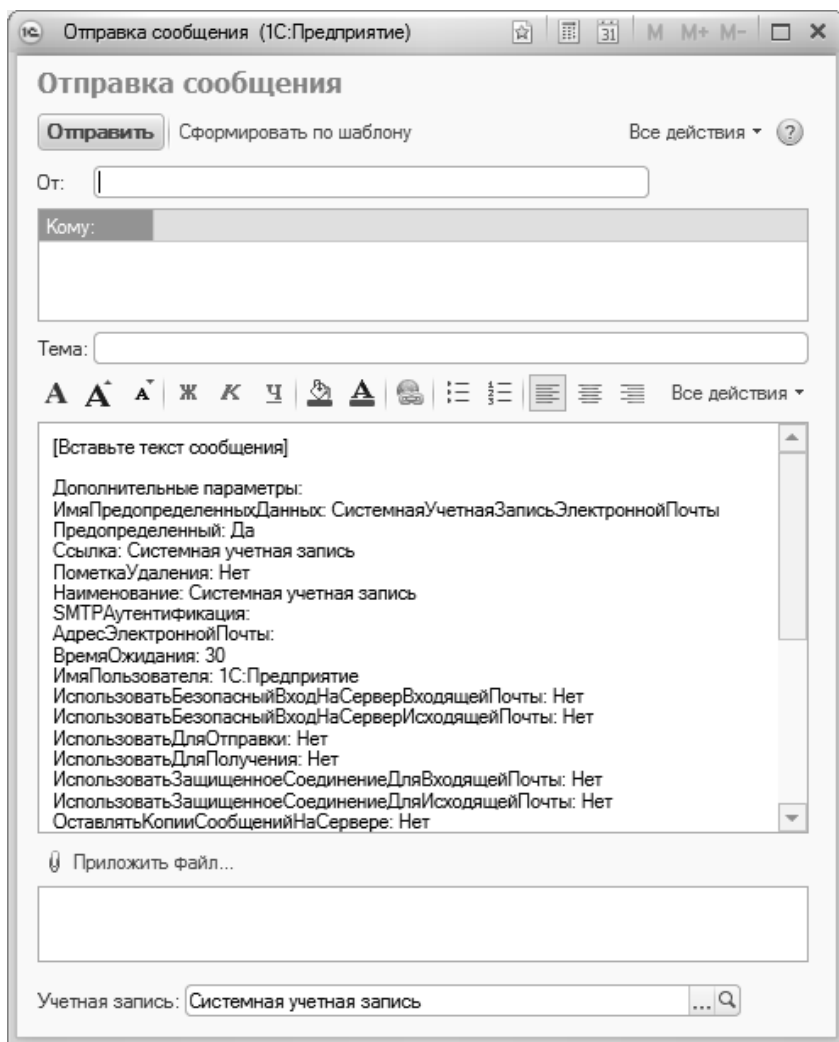 1С Отправка сообщения (1С:Предприятие) 31 M M+ M-
Отправка сообщения
Отправить Сформировать по шаблону Все действия ?
От:
Кому:
Тема:
А А А Ж К Ч А Все действия
[Вставьте текст сообщения]
Дополнительные параметры:
ИмяПредопределенныхДанных: СистемнаяУчетнаяЗаписьЭлектроннойПочты
Предопределенный: Да
Ссылка: Системная учетная запись
ПометкаУдаления: Нет
Наименование: Системная учетная запись
SMTPАутентификация:
АдресЭлектроннойПочты:
ВремяОжидания: 30
ИмяПользователя: 1С:Предприятие
ИспользоватьБезопасныйВходНаСерверВходящейПочты: Нет
ИспользоватьБезопасныйВходНаСерверИсходящейПочты: Нет
ИспользоватьДляОтправки: Нет
ИспользоватьДляПолучения: Нет
ИспользоватьЗащищенноеСоединениеДляВходящейПочты: Нет
ИспользоватьЗащищенноеСоединениеДляИсходящейПочты: Нет
ОставлятьКопииСообщенийНаСервере: Нет
Приложить файл...
Учетная запись: Системная учетная запись ...